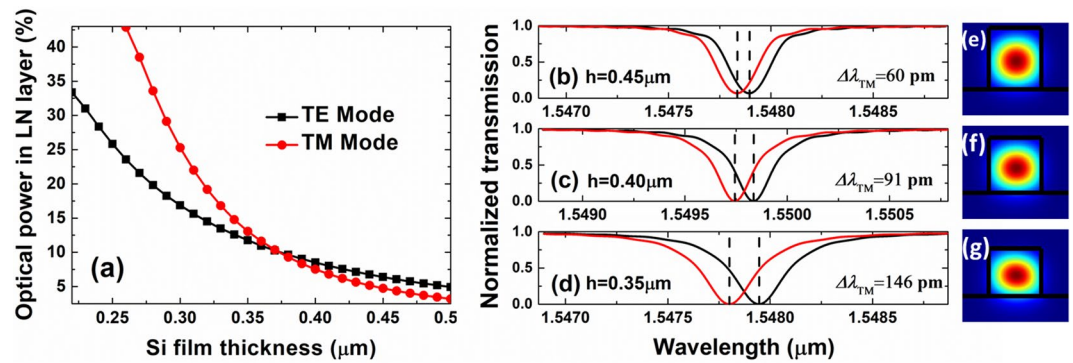 Optical power in LN layer (%)
40
35
30
25
20
15
10
5
TE Mode
TM Mode
(a)
0.25 0.30 0.35 0.40 0.45 0.5
Si film thickness (μm)
Normalized transmission
1.0
0.5
0.0
(b) h=0.45μm
ΔλTM=60 pm
1.5470 1.5475 1.5480 1.5485
1.0
0.5
0.0
(c) h=0.40μm
ΔλTM=91 pm
1.5490 1.5495 1.5500 1.5505
1.0
0.5
0.0
(d) h=0.35μm
ΔλTM=146 pm
1.5470 1.5475 1.5480 1.5485
Wavelength (μm)
(e)
(f)
(g)